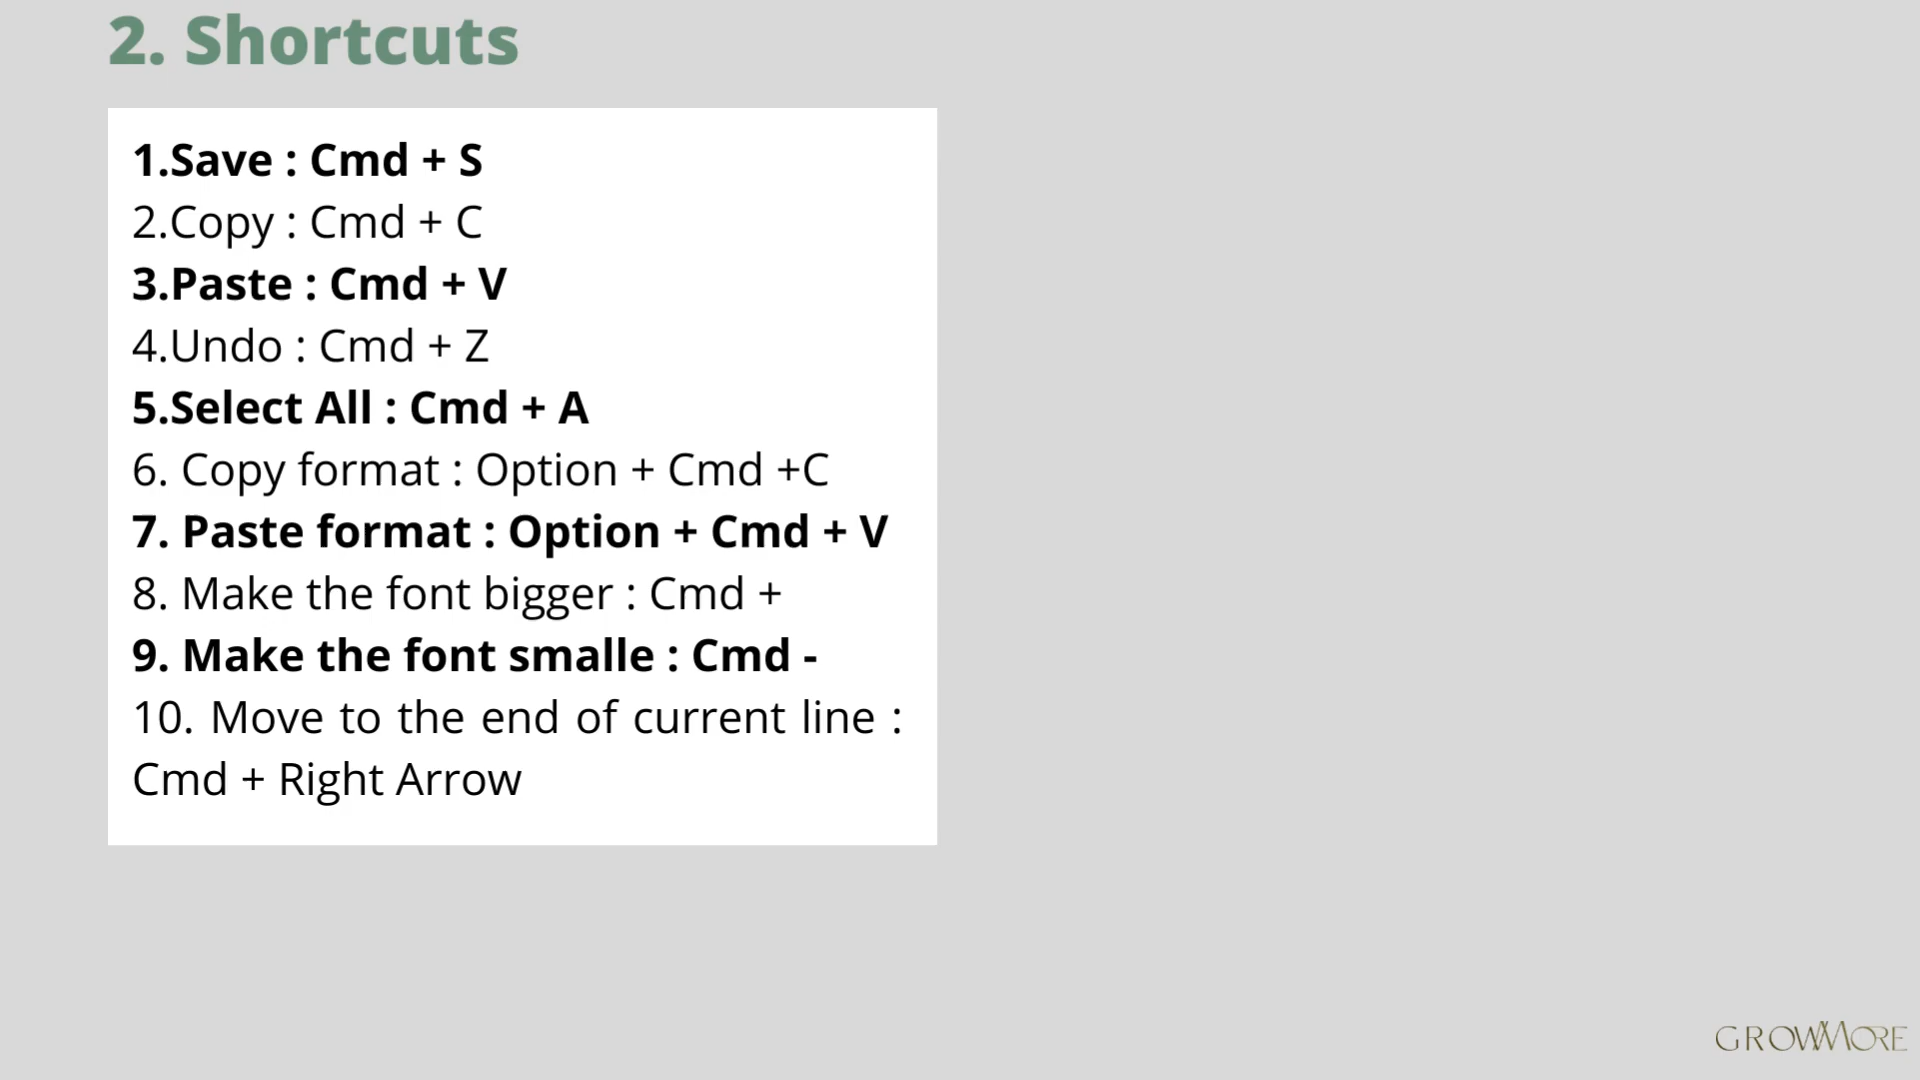 2. Shortcuts
1.Save : Cmd + S
2.Copy : Cmd + C
3.Paste : Cmd + V
4.Undo : Cmd + Z
5.Select All : Cmd + A
6. Copy format : Option + Cmd +C
7. Paste format : Option + Cmd + V
8. Make the font bigger : Cmd +
9. Make the font smalle : Cmd -
10. Move to the end of current line :
Cmd + Right Arrow
GROWMORE